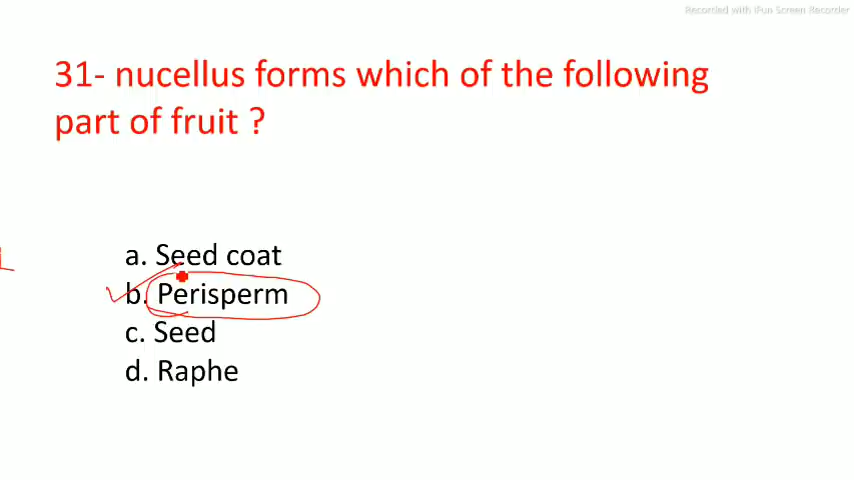 Recorded with iFun Screen Recorder
31- nucellus forms which of the following
part of fruit ?
a. Seed coat
b. Perisperm
c. Seed
d. Raphe